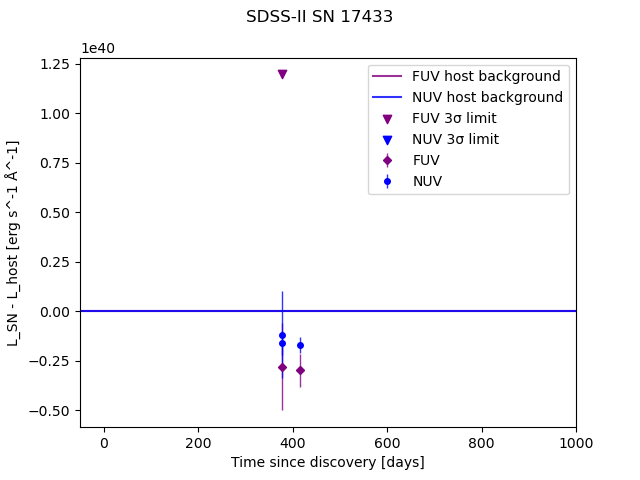 SDSS-II SN 17433
1e40
L_SN - L_host [erg s^-1 Å^-1]
1.25
1.00
0.75
0.50
0.25
0.00
−0.25
−0.50
FUV host background
NUV host background
FUV 3σ limit
NUV 3σ limit
FUV
NUV
0 200 400 600 800 1000
Time since discovery [days]